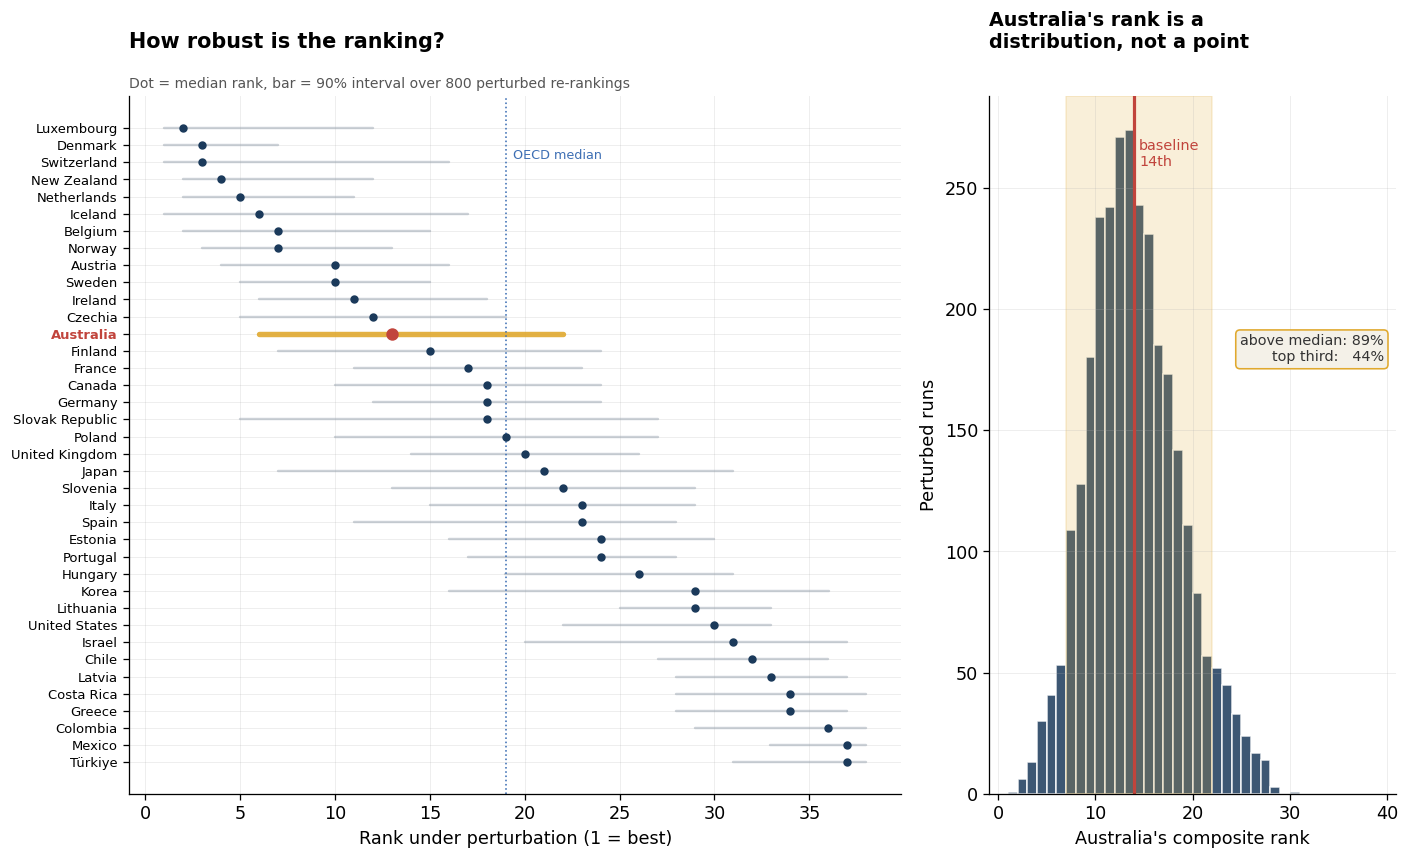 How robust is the ranking?
Dot = median rank, bar = 90% interval over 800 perturbed re-rankings
OECD median
Luxembourg
Denmark
Switzerland
New Zealand
Netherlands
Iceland
Belgium
Norway
Austria
Sweden
Ireland
Czechia
Australia
Finland
France
Canada
Germany
Slovak Republic
Poland
United Kingdom
Japan
Slovenia
Italy
Spain
Estonia
Portugal
Hungary
Korea
Lithuania
United States
Israel
Chile
Latvia
Costa Rica
Greece
Colombia
Mexico
Türkiye
0 5 10 15 20 25 30 35
Rank under perturbation (1 = best)
Australia's rank is a
distribution, not a point
baseline
14th
above median: 89%
top third: 44%
Perturbed runs
250
200
150
100
50
0
0 10 20 30 40
Australia's composite rank